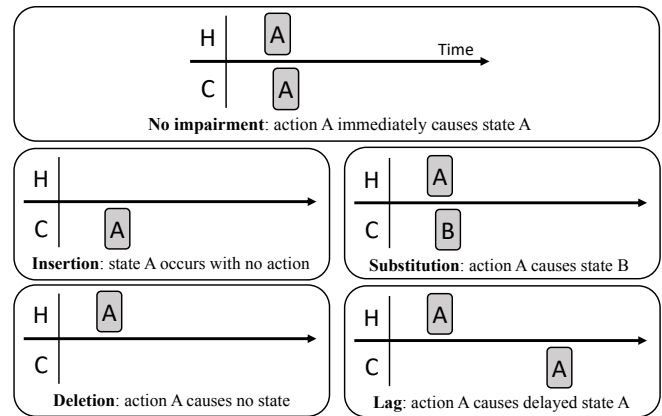 H A
Time
C A
No impairment: action A immediately causes state A
H
C A
Insertion: state A occurs with no action
H A
C B
Substitution: action A causes state B
H A
C
Deletion: action A causes no state
H A
C A
Lag: action A causes delayed state A